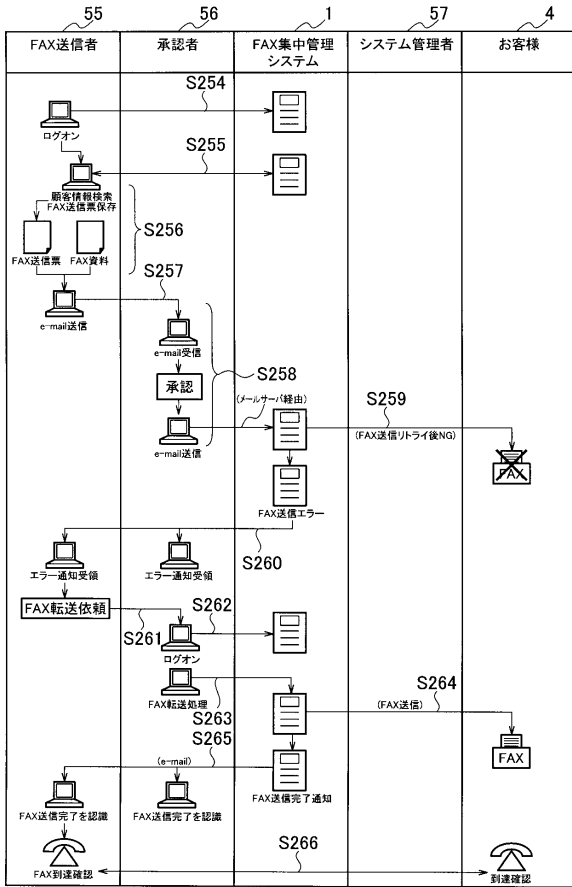 55
56
1
57
4
FAX送信者
承認者
FAX集中管理
システム
システム管理者
お客様
S254
ログオン
S255
顧客情報検索
FAX送信票保存
S256
FAX送信票
FAX資料
S257
e-mail送信
e-mail受信
S258
承認
(メールサーバ経由)
e-mail送信
S259
(FAX送信リトライ後NG)
FAX
FAX送信エラー
S260
エラー通知受領
エラー通知受領
FAX転送依頼
S261
S262
ログオン
FAX転送処理
S263
S264
(FAX送信)
FAX
S265
(e-mail)
FAX送信完了通知
FAX送信完了を認識
FAX送信完了を認識
S266
FAX到達確認
到達確認